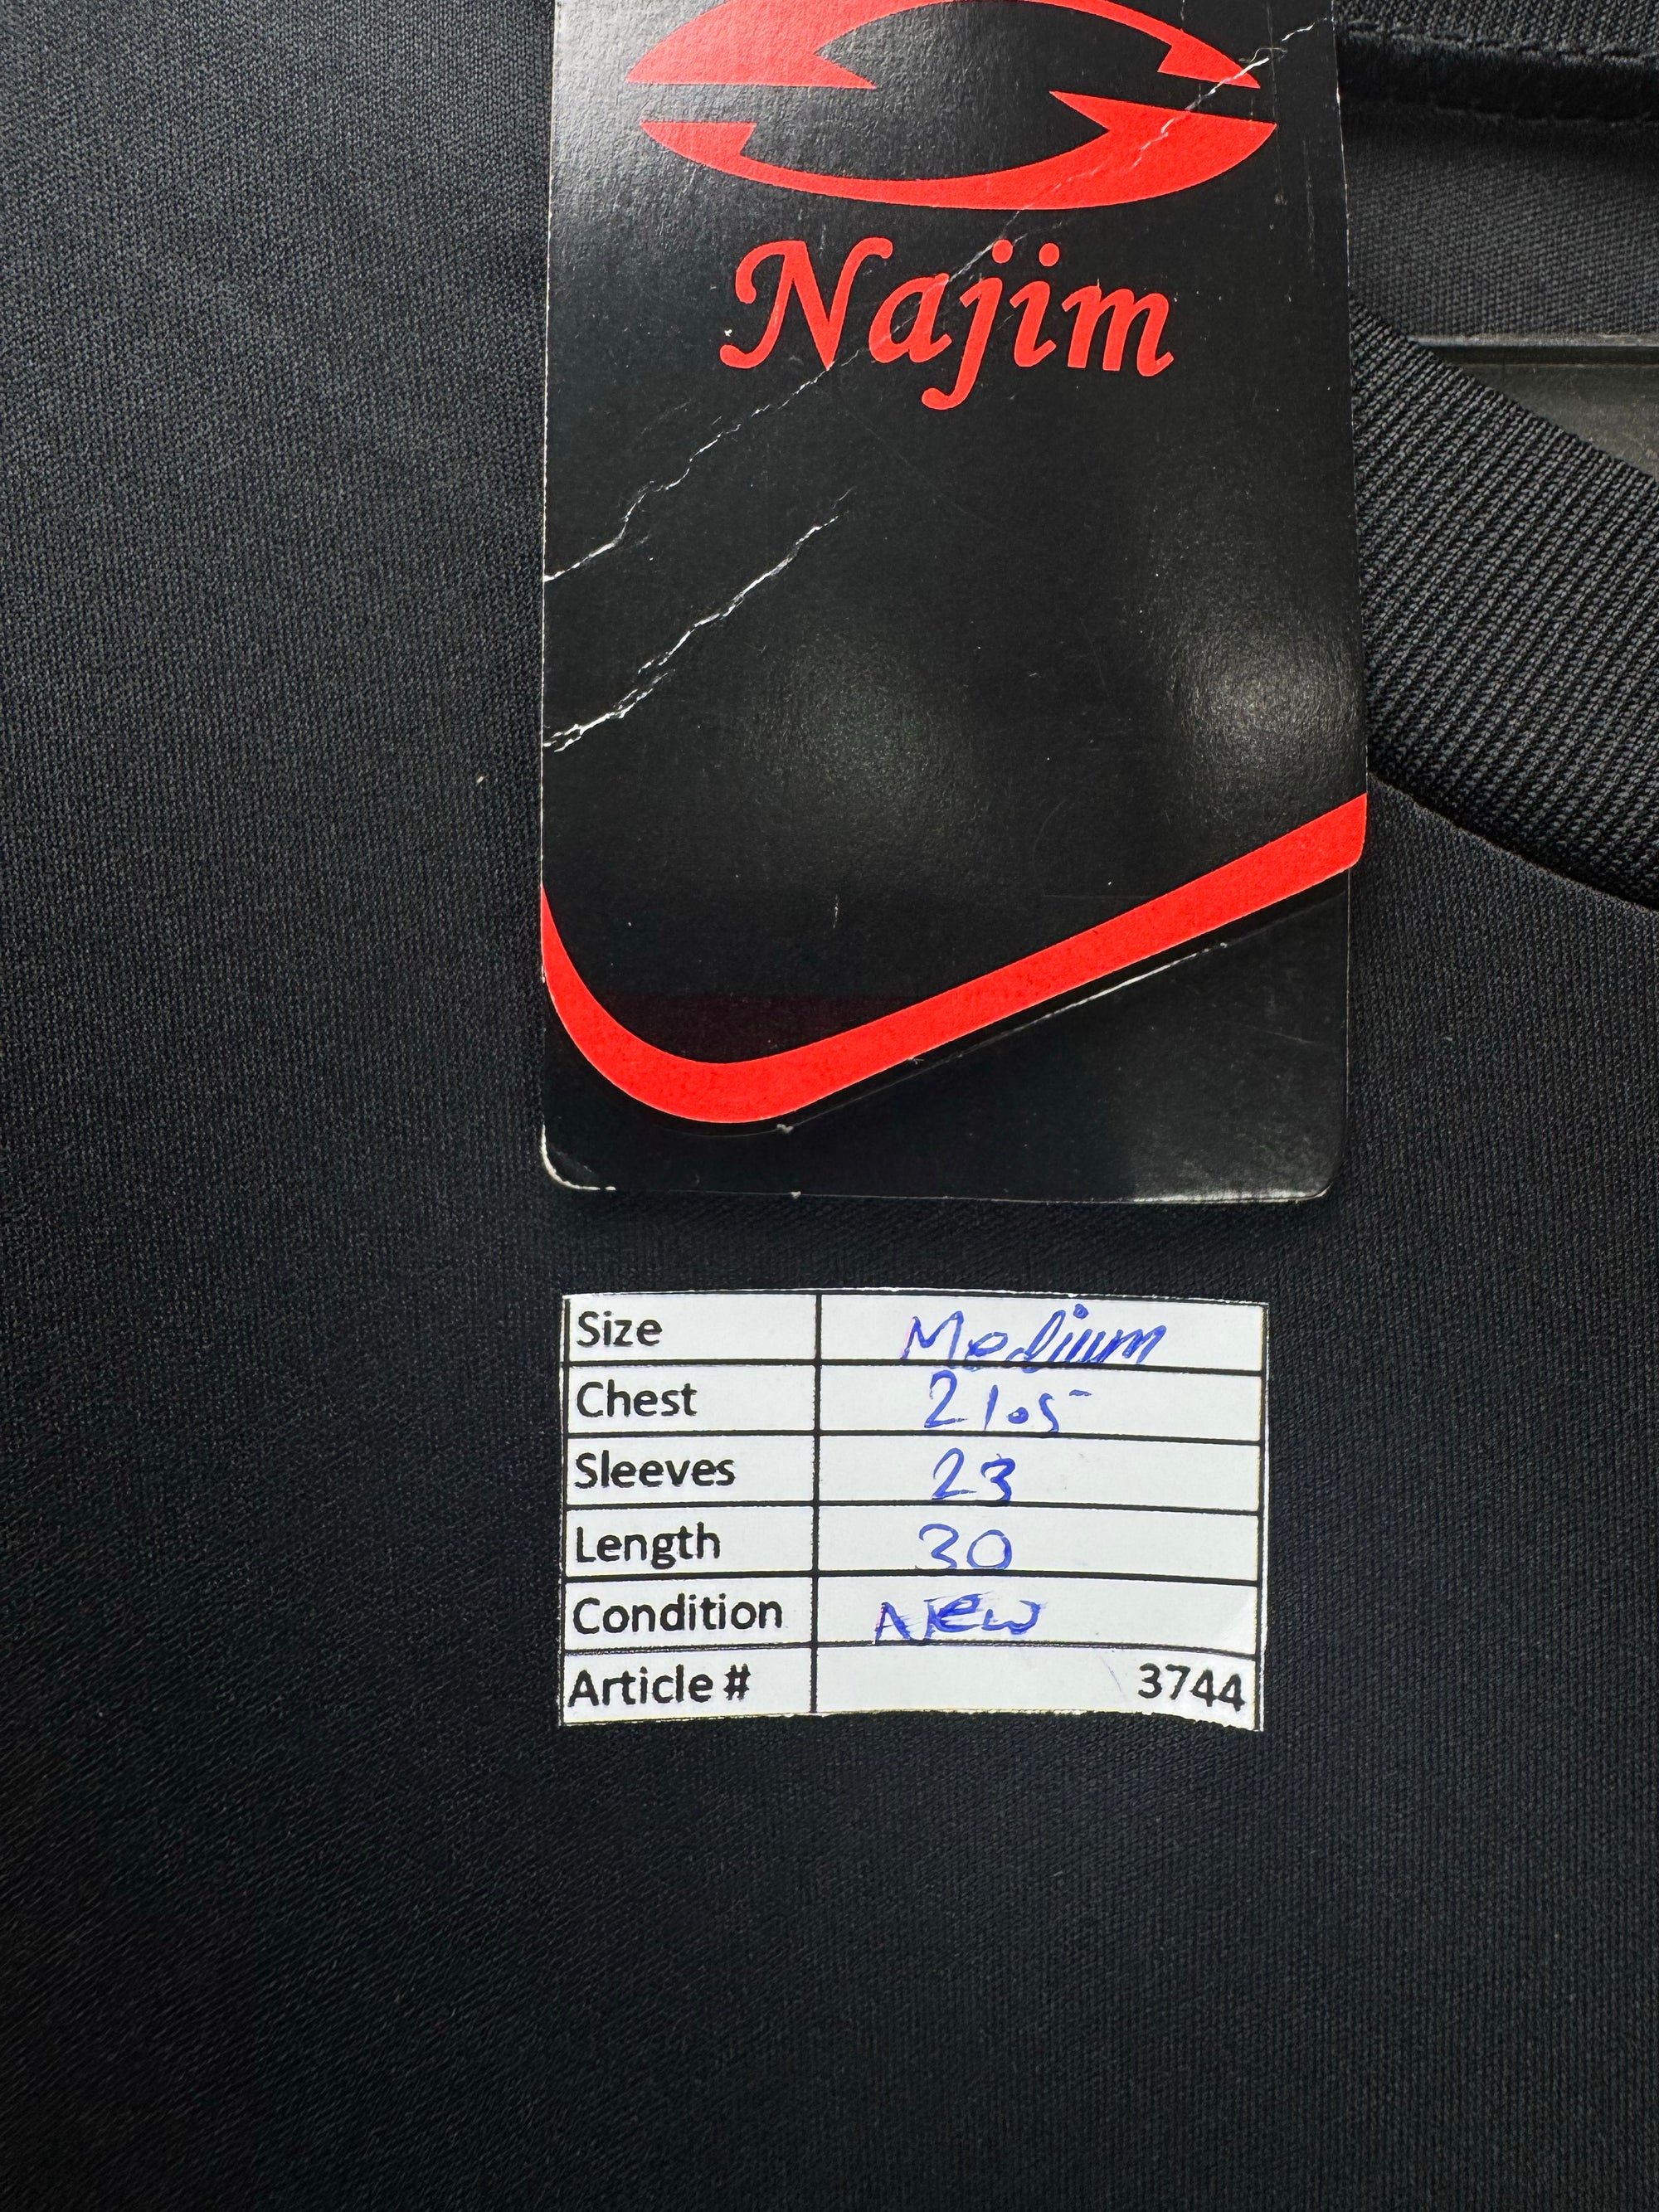 Najim
Size Medium
Chest 21.5
Sleeves 23
Length 30
Condition New
Article # 3744